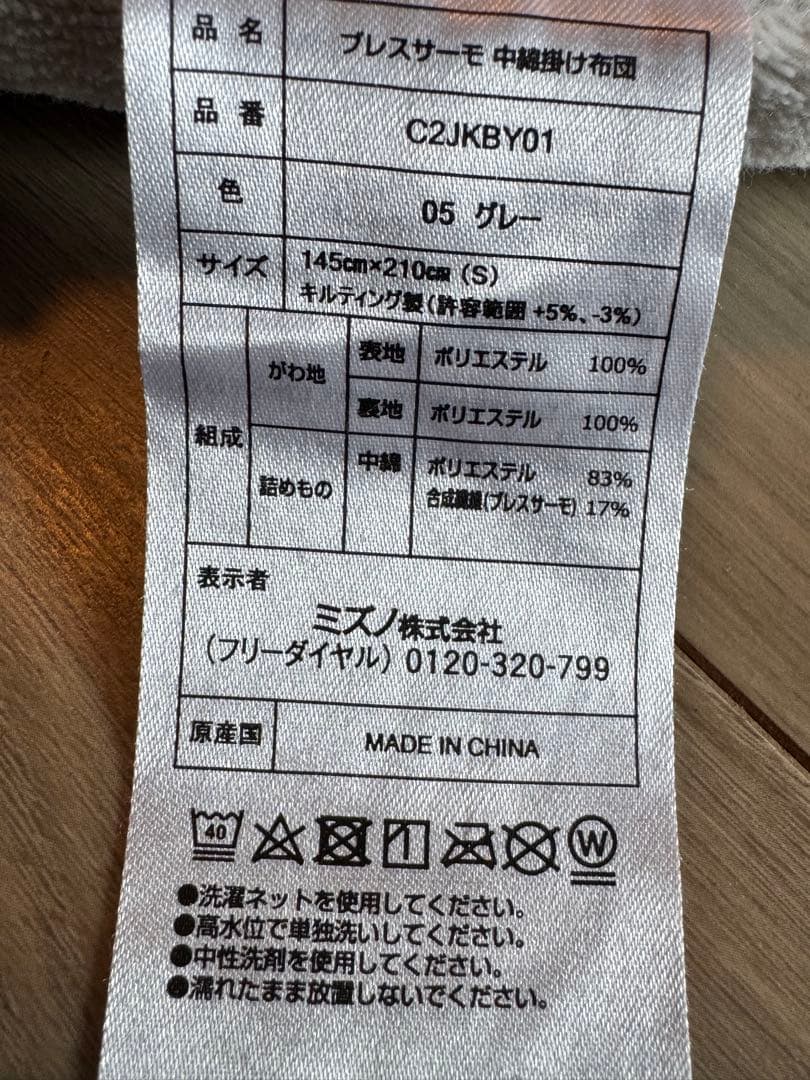 品名 ブレスサーモ 中綿掛け布団
品番 C2JKBY01
色 05 グレー
サイズ 145cm×210cm (S)
キルティング製(許容範囲 +5%、-3%)
組成 がわ地 表地 ポリエステル 100%
裏地 ポリエステル 100%
詰めもの 中綿 ポリエステル 83%
合成繊維(ブレスサーモ) 17%
表示者
ミズノ株式会社
(フリーダイヤル) 0120-320-799
原産国 MADE IN CHINA
40 W
●洗濯ネットを使用してください。
●高水位で単独洗いしてください。
●中性洗剤を使用してください。
●濡れたまま放置しないでください。